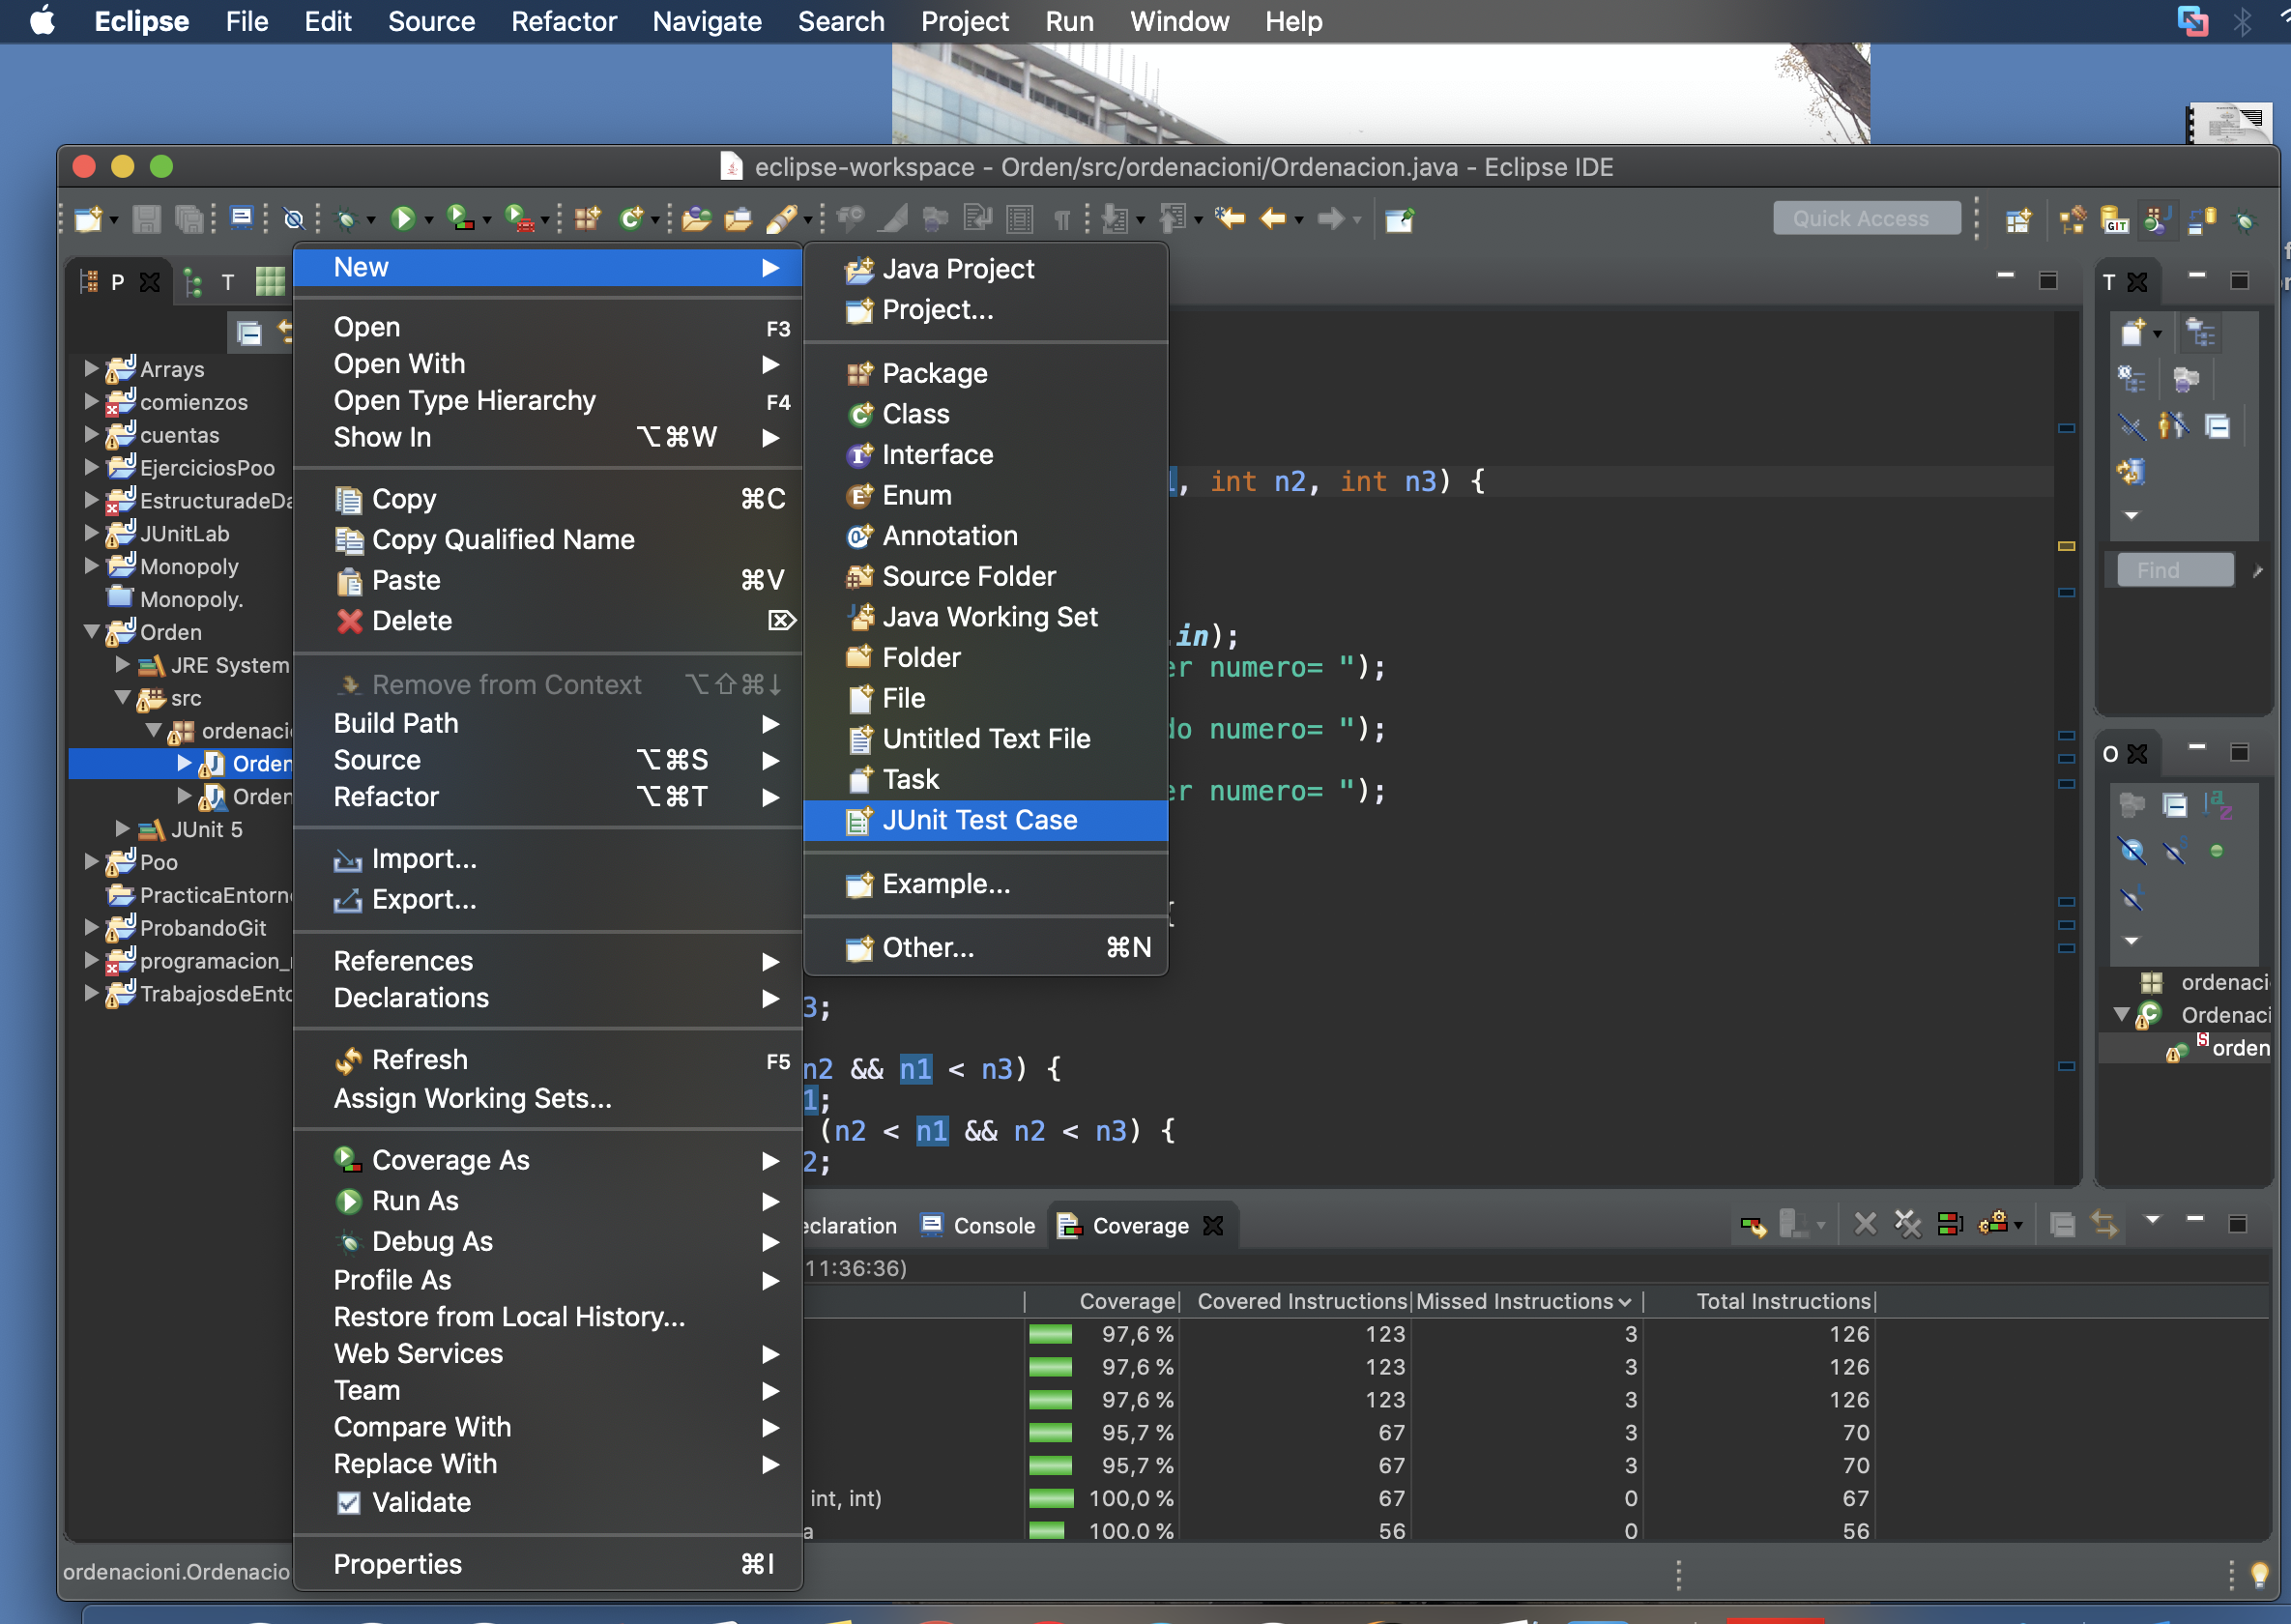 Eclipse File Edit Source Refactor Navigate Search Project Run Window Help
eclipse-workspace - Orden/src/ordenacioni/Ordenacion.java - Eclipse IDE
Quick Access
GIT
P
T
Arrays
comienzos
cuentas
EjerciciosPoo
EstructuradeDa
JUnitLab
Monopoly
Monopoly.
Orden
JRE System
src
ordenaci
Orden
Orden
JUnit 5
Poo
PracticaEntorn
ProbandoGit
programacion_
TrabajosdeEnto
New
Open F3
Open With
Open Type Hierarchy F4
Show In ⌥⌘W
Copy ⌘C
Copy Qualified Name
Paste ⌘V
Delete ⌦
Remove from Context ⌥⇧⌘↓
Build Path
Source ⌥⌘S
Refactor ⌥⌘T
Import...
Export...
References
Declarations
Refresh F5
Assign Working Sets...
Coverage As
Run As
Debug As
Profile As
Restore from Local History...
Web Services
Team
Compare With
Replace With
Validate
Properties ⌘I
Java Project
Project...
Package
Class
Interface
Enum
Annotation
Source Folder
Java Working Set
Folder
File
Untitled Text File
Task
JUnit Test Case
Example...
Other... ⌘N
, int n2, int n3) {
.in);
er numero= ");
do numero= ");
er numero= ");
{
3;
n2 && n1 < n3) {
1;
(n2 < n1 && n2 < n3) {
2;
T
Find
O
ordenaci
Ordenaci
orden
eclaration Console Coverage
11:36:36)
Coverage Covered Instructions Missed Instructions Total Instructions
97,6 % 123 3 126
97,6 % 123 3 126
97,6 % 123 3 126
95,7 % 67 3 70
95,7 % 67 3 70
int, int) 100,0 % 67 0 67
a 100,0 % 56 0 56
ordenacioni.Ordenacio